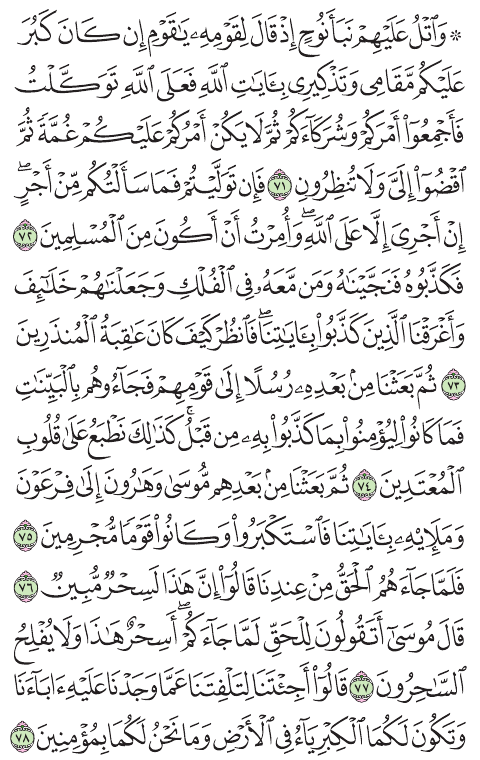 ۞ وَٱتْلُ عَلَيْهِمْ نَبَأَ نُوحٍ إِذْ قَالَ لِقَوْمِهِۦ يَٰقَوْمِ إِن كَانَ كَبُرَ
عَلَيْكُم مَّقَامِى وَتَذْكِيرِى بِـَٔايَٰتِ ٱللَّهِ فَعَلَى ٱللَّهِ تَوَكَّلْتُ
فَأَجْمِعُوٓا۟ أَمْرَكُمْ وَشُرَكَآءَكُمْ ثُمَّ لَا يَكُنْ أَمْرُكُمْ عَلَيْكُمْ غُمَّةً ثُمَّ
ٱقْضُوٓا۟ إِلَىَّ وَلَا تُنظِرُونِ ٧١ فَإِن تَوَلَّيْتُمْ فَمَا سَأَلْتُكُم مِّنْ أَجْرٍ ۖ
إِنْ أَجْرِىَ إِلَّا عَلَى ٱللَّهِ ۖ وَأُمِرْتُ أَنْ أَكُونَ مِنَ ٱلْمُسْلِمِينَ ٧٢
فَكَذَّبُوهُ فَنَجَّيْنَٰهُ وَمَن مَّعَهُۥ فِى ٱلْفُلْكِ وَجَعَلْنَٰهُمْ خَلَٰٓئِفَ
وَأَغْرَقْنَا ٱلَّذِينَ كَذَّبُوا۟ بِـَٔايَٰتِنَا ۖ فَٱنظُرْ كَيْفَ كَانَ عَٰقِبَةُ ٱلْمُنذَرِينَ
٧٣ ثُمَّ بَعَثْنَا مِنۢ بَعْدِهِۦ رُسُلًا إِلَىٰ قَوْمِهِمْ فَجَآءُوهُم بِٱلْبَيِّنَٰتِ
فَمَا كَانُوا۟ لِيُؤْمِنُوا۟ بِمَا كَذَّبُوا۟ بِهِۦ مِن قَبْلُ ۚ كَذَٰلِكَ نَطْبَعُ عَلَىٰ قُلُوبِ
ٱلْمُعْتَدِينَ ٧٤ ثُمَّ بَعَثْنَا مِنۢ بَعْدِهِم مُّوسَىٰ وَهَٰرُونَ إِلَىٰ فِرْعَوْنَ
وَمَلَإِي۟هِۦ بِـَٔايَٰتِنَا فَٱسْتَكْبَرُوا۟ وَكَانُوا۟ قَوْمًا مُّجْرِمِينَ ٧٥
فَلَمَّا جَآءَهُمُ ٱلْحَقُّ مِنْ عِندِنَا قَالُوٓا۟ إِنَّ هَٰذَا لَسِحْرٌ مُّبِينٌ ٧٦
قَالَ مُوسَىٰٓ أَتَقُولُونَ لِلْحَقِّ لَمَّا جَآءَكُمْ ۖ أَسِحْرٌ هَٰذَا وَلَا يُفْلِحُ
ٱلسَّٰحِرُونَ ٧٧ قَالُوٓا۟ أَجِئْتَنَا لِتَلْفِتَنَا عَمَّا وَجَدْنَا عَلَيْهِ ءَابَآءَنَا
وَتَكُونَ لَكُمَا ٱلْكِبْرِيَآءُ فِى ٱلْأَرْضِ وَمَا نَحْنُ لَكُمَا بِمُؤْمِنِينَ ٧٨